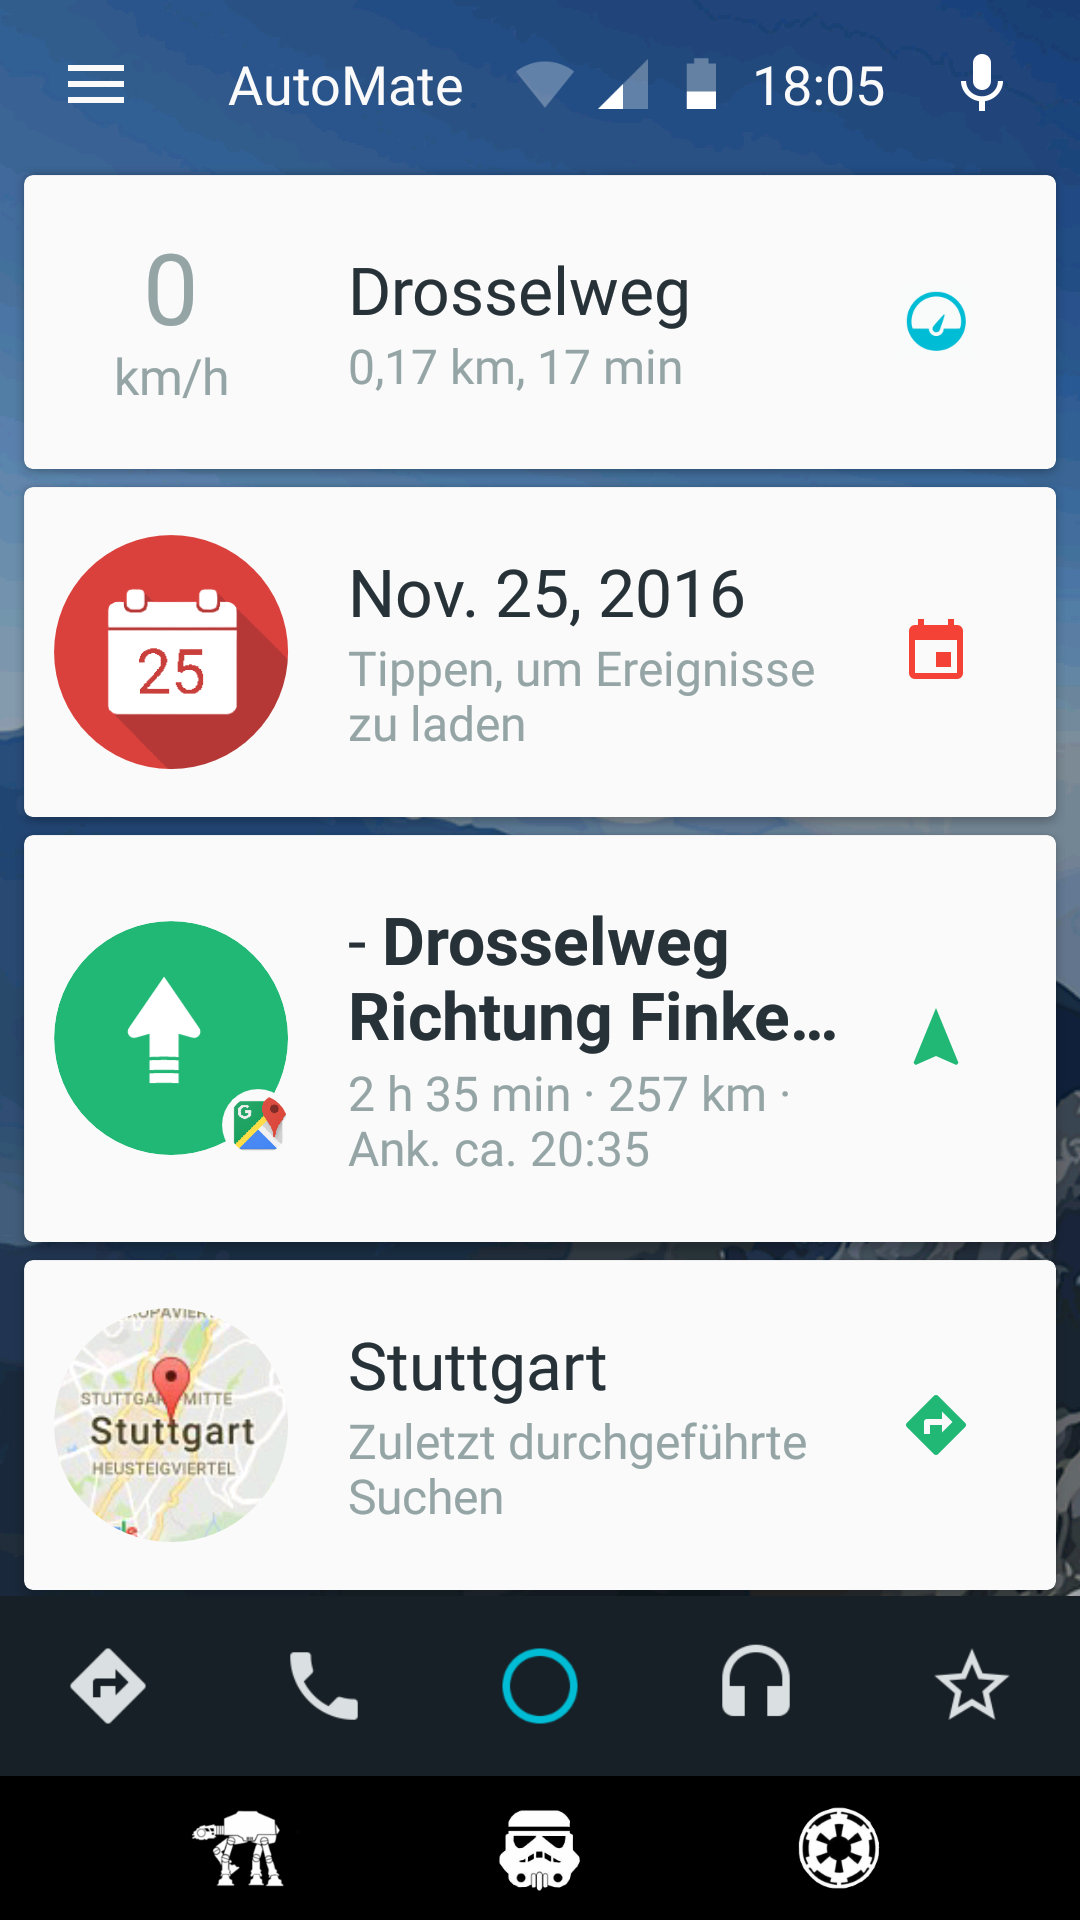 AutoMate 18:05
0
km/h
Drosselweg
0,17 km, 17 min
25
Nov. 25, 2016
Tippen, um Ereignisse
zu laden
- Drosselweg
Richtung Finke...
2 h 35 min · 257 km ·
Ank. ca. 20:35
G
STUTTGART-MITTE
Stuttgart
HEUSTEIGVIERTEL
Stuttgart
Zuletzt durchgeführte
Suchen